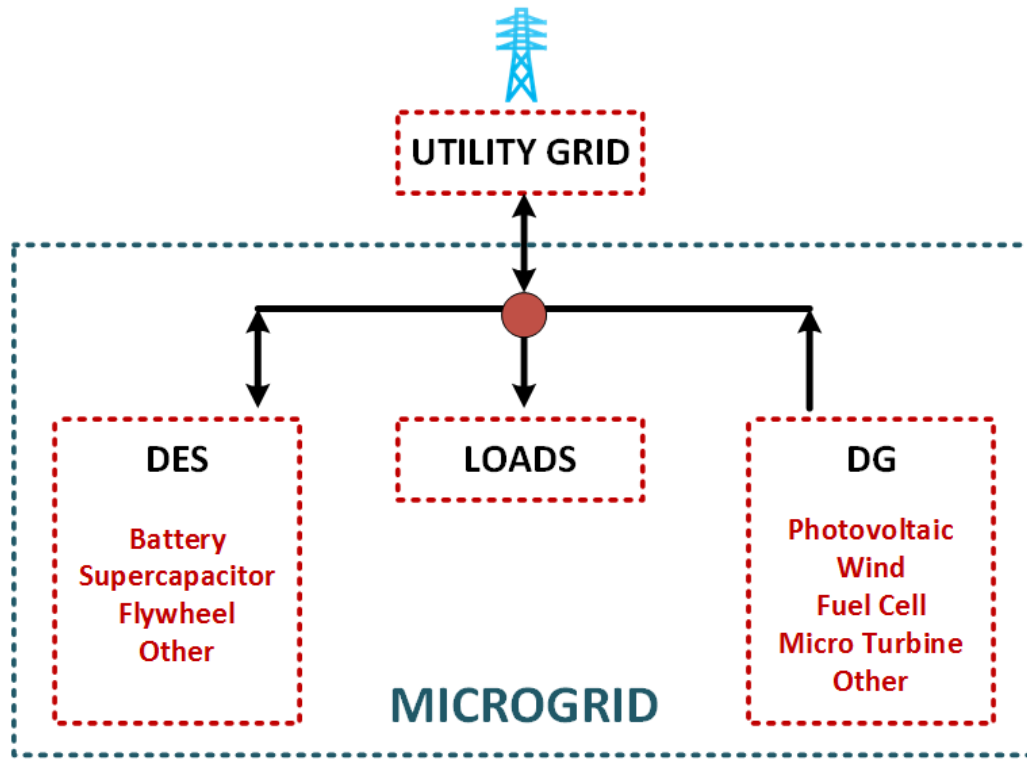 UTILITY GRID
DES
Battery
Supercapacitor
Flywheel
Other
LOADS
DG
Photovoltaic
Wind
Fuel Cell
Micro Turbine
Other
MICROGRID